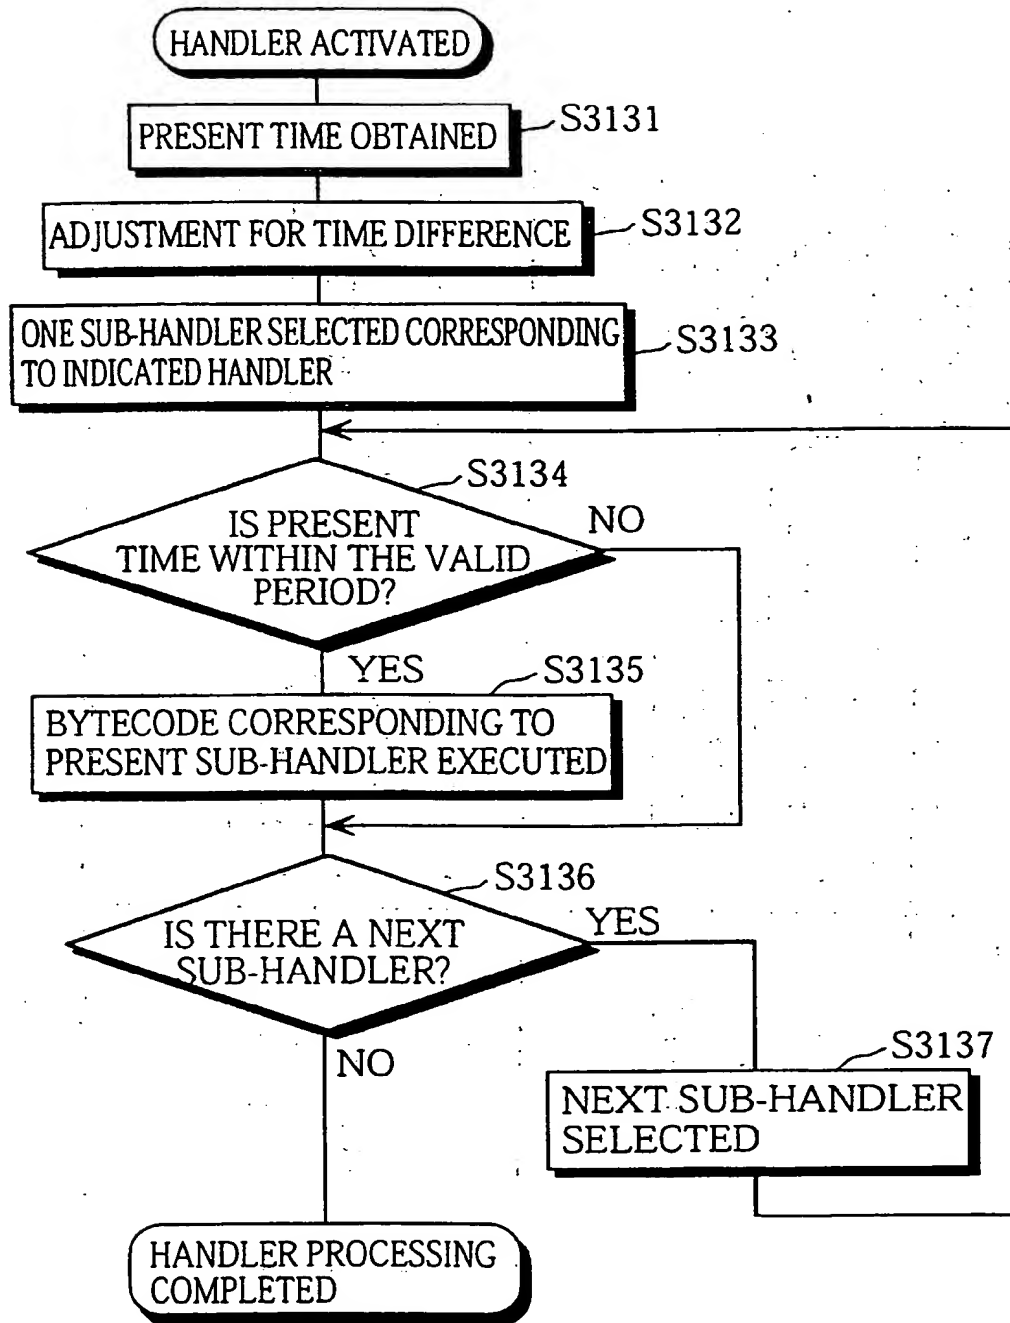 HANDLER ACTIVATED
PRESENT TIME OBTAINED
S3131
ADJUSTMENT FOR TIME DIFFERENCE
S3132
ONE SUB-HANDLER SELECTED CORRESPONDING
TO INDICATED HANDLER
S3133
S3134
IS PRESENT
TIME WITHIN THE VALID
PERIOD?
NO
YES
S3135
BYTECODE CORRESPONDING TO
PRESENT SUB-HANDLER EXECUTED
S3136
IS THERE A NEXT
SUB-HANDLER?
YES
NO
S3137
NEXT SUB-HANDLER
SELECTED
HANDLER PROCESSING
COMPLETED